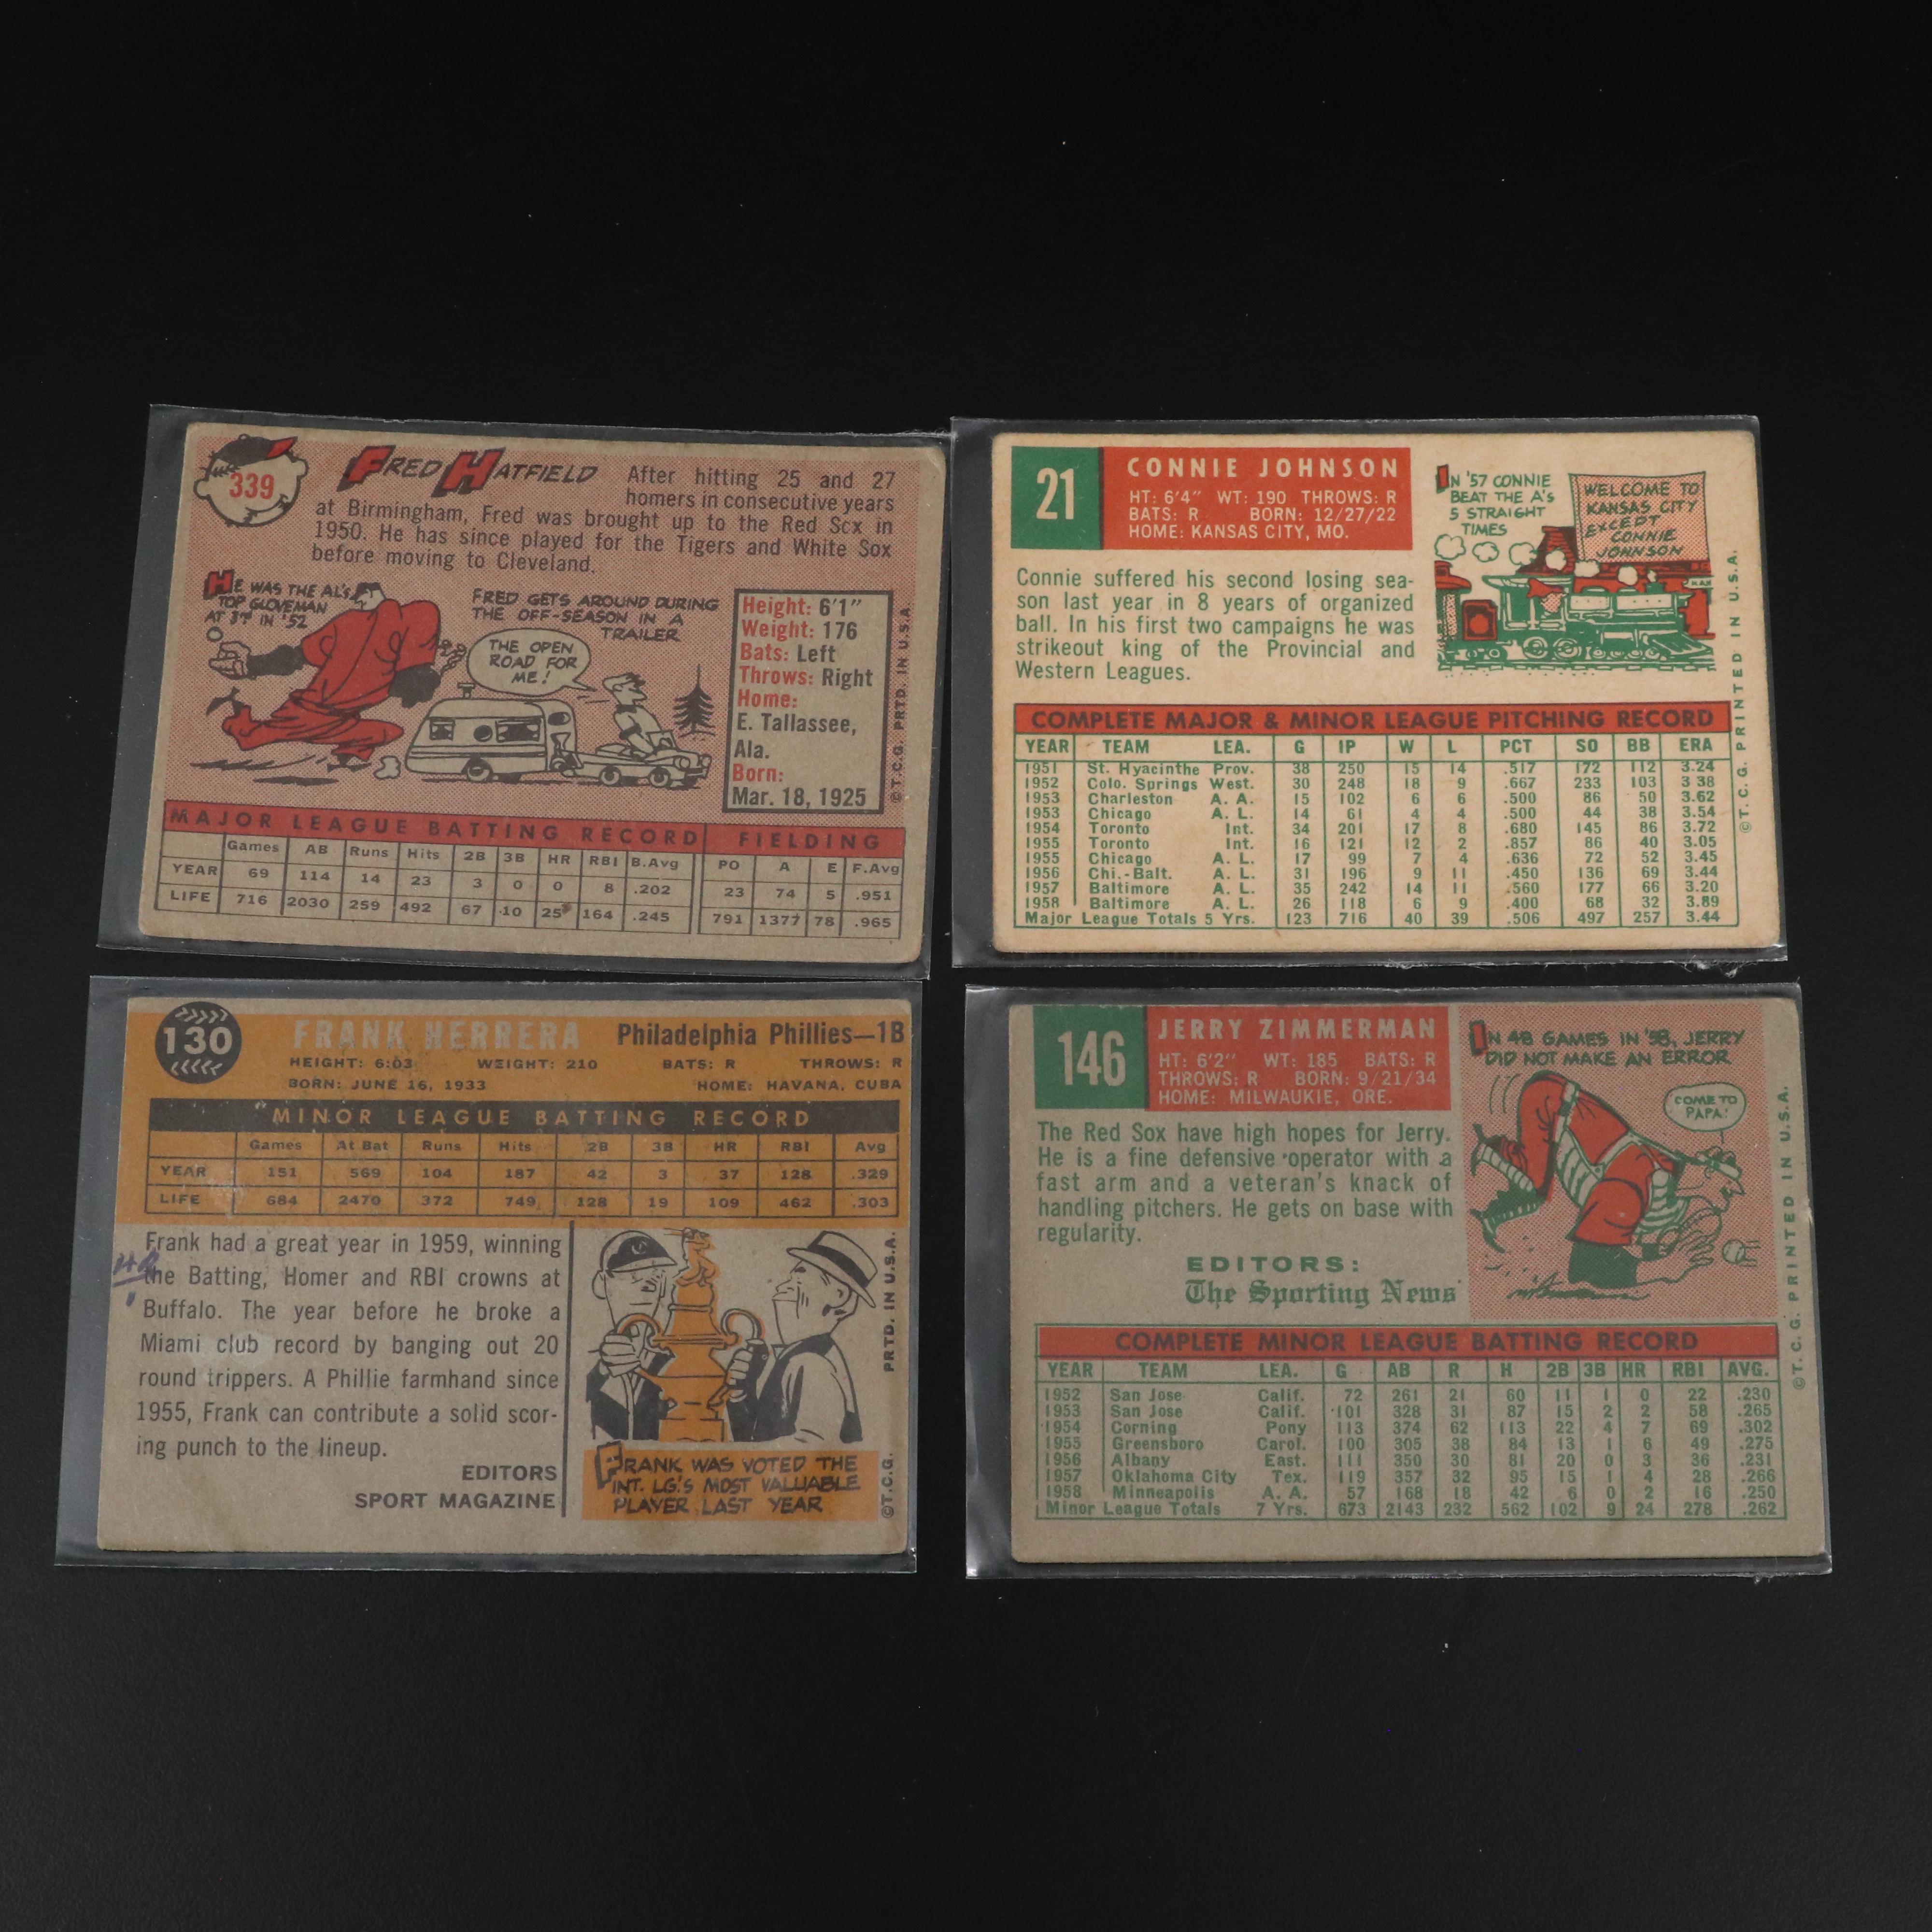 339
FRED HATFIELD
After hitting 25 and 27
homers in consecutive years
at Birmingham, Fred was brought up to the Red Sox in
1950. He has since played for the Tigers and White Sox
before moving to Cleveland.
HE WAS THE AL'S
TOP GLOVEMAN
AT 3rd IN '52
FRED GETS AROUND DURING
THE OFF-SEASON IN A
TRAILER
THE OPEN
ROAD FOR
ME!
Height: 6'1"
Weight: 176
Bats: Left
Throws: Right
Home:
E. Tallassee,
Ala.
Born:
Mar. 18, 1925
©T.C.G. PRTD. IN U.S.A
MAJOR LEAGUE BATTING RECORD FIELDING
Games AB Runs Hits 2B 3B HR RBI B.Avg PO A E F.Avg
YEAR 69 114 14 23 3 0 0 8 .202 23 74 5 .951
LIFE 716 2030 259 492 67 10 25 164 .245 791 1377 78 .965
21
CONNIE JOHNSON
HT: 6'4" WT: 190 THROWS: R
BATS: R BORN: 12/27/22
HOME: KANSAS CITY, MO.
IN '57 CONNIE
BEAT THE A'S
5 STRAIGHT
TIMES
WELCOME TO
KANSAS CITY
EXCEPT
CONNIE
JOHNSON
Connie suffered his second losing sea-
son last year in 8 years of organized
ball. In his first two campaigns he was
strikeout king of the Provincial and
Western Leagues.
COMPLETE MAJOR & MINOR LEAGUE PITCHING RECORD
YEAR TEAM LEA. G IP W L PCT SO BB ERA
1951 St. Hyacinthe Prov. 38 250 15 14 .517 172 112 3.24
1952 Colo. Springs West. 30 248 18 9 .667 233 103 3 38
1953 Charleston A. A. 15 102 6 6 .500 86 50 3.62
1953 Chicago A. L. 14 61 4 4 .500 44 38 3.54
1954 Toronto Int. 34 201 17 8 .680 145 86 3.72
1955 Toronto Int. 16 121 12 2 .857 86 40 3.05
1955 Chicago A. L. 17 99 7 4 .636 72 52 3.45
1956 Chi.-Balt. A. L. 31 196 9 11 .450 136 69 3.44
1957 Baltimore A. L. 35 242 14 11 .560 177 66 3.20
1958 Baltimore A. L. 26 118 6 9 .400 68 32 3.89
Major League Totals 5 Yrs. 123 716 40 39 .506 497 257 3.44
©T. C. G. PRINTED IN U.S.A.
130
FRANK HERRERA Philadelphia Phillies—1B
HEIGHT: 6:03 WEIGHT: 210 BATS: R THROWS: R
BORN: JUNE 16, 1933 HOME: HAVANA, CUBA
MINOR LEAGUE BATTING RECORD
Games At Bat Runs Hits 2B 3B HR RBI Avg
YEAR 151 569 104 187 42 3 37 128 .329
LIFE 684 2470 372 749 128 19 109 462 .303
Frank had a great year in 1959, winning
the Batting, Homer and RBI crowns at
Buffalo. The year before he broke a
Miami club record by banging out 20
round trippers. A Phillie farmhand since
1955, Frank can contribute a solid scor-
ing punch to the lineup.
EDITORS
SPORT MAGAZINE
FRANK WAS VOTED THE
INT. LG.'S MOST VALUABLE
PLAYER LAST YEAR
©T.C.G. PRTD. IN U.S.A.
146
JERRY ZIMMERMAN
HT: 6'2" WT: 185 BATS: R
THROWS: R BORN: 9/21/34
HOME: MILWAUKIE, ORE.
IN 48 GAMES IN '58, JERRY
DID NOT MAKE AN ERROR
COME TO
PAPA!
The Red Sox have high hopes for Jerry.
He is a fine defensive operator with a
fast arm and a veteran's knack of
handling pitchers. He gets on base with
regularity.
EDITORS:
The Sporting News
COMPLETE MINOR LEAGUE BATTING RECORD
YEAR TEAM LEA. G AB R H 2B 3B HR RBI AVG.
1952 San Jose Calif. 72 261 21 60 11 1 0 22 .230
1953 San Jose Calif. 101 328 31 87 15 2 2 58 .265
1954 Corning Pony 113 374 62 113 22 4 7 69 .302
1955 Greensboro Carol. 100 305 38 84 13 1 6 49 .275
1956 Albany East. 111 350 30 81 20 0 3 36 .231
1957 Oklahoma City Tex. 119 357 32 95 15 1 4 28 .266
1958 Minneapolis A. A. 57 168 18 42 6 0 2 16 .250
Minor League Totals 7 Yrs. 673 2143 232 562 102 9 24 278 .262
©T. C. G. PRINTED IN U.S.A.